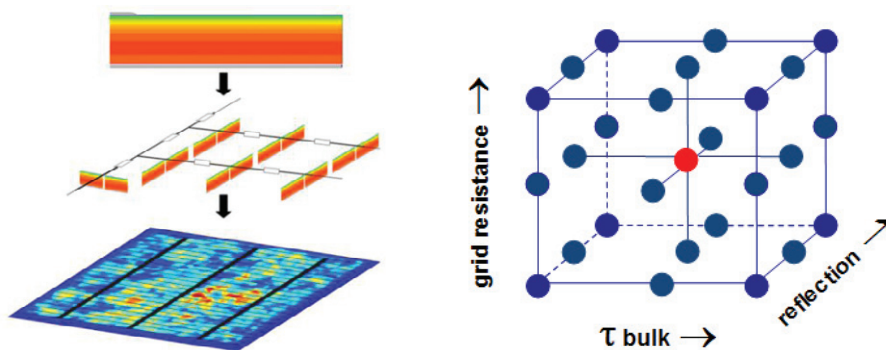 grid resistance →
τ bulk →
reflection →